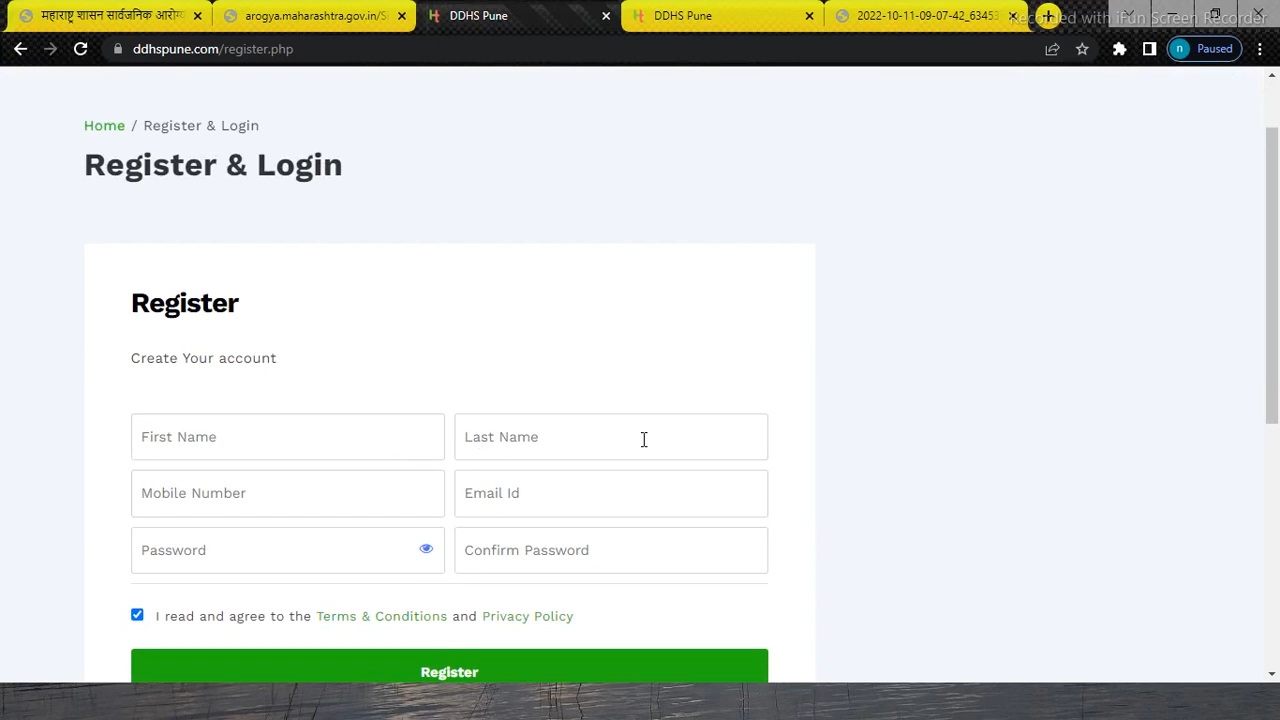 महाराष्ट्र शासन सार्वजनिक आरोग्य
arogya.maharashtra.gov.in/Si
DDHS Pune
DDHS Pune
2022-10-11-09-07-42_63453
Recorded with iFun Screen Recorder
ddhspune.com/register.php
n
Paused
Home / Register & Login
Register & Login
Register
Create Your account
First Name
Last Name
Mobile Number
Email Id
Password
Confirm Password
I read and agree to the Terms & Conditions and Privacy Policy
Register